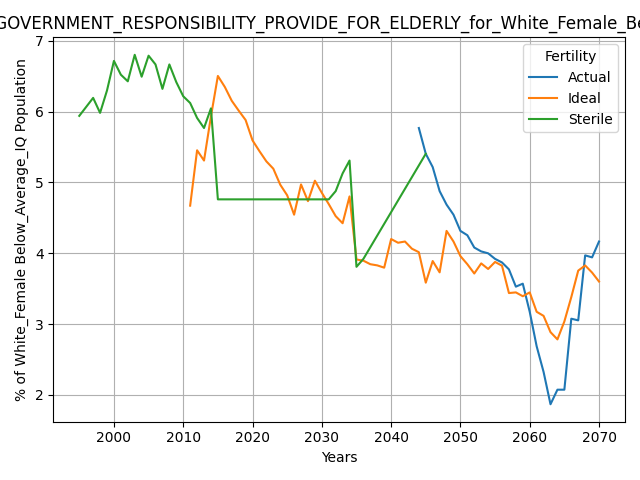 GOVERNMENT_RESPONSIBILITY_PROVIDE_FOR_ELDERLY_for_White_Female_Be
% of White_Female Below_Average_IQ Population
7
6
5
4
3
2
Fertility
Actual
Ideal
Sterile
2000 2010 2020 2030 2040 2050 2060 2070
Years